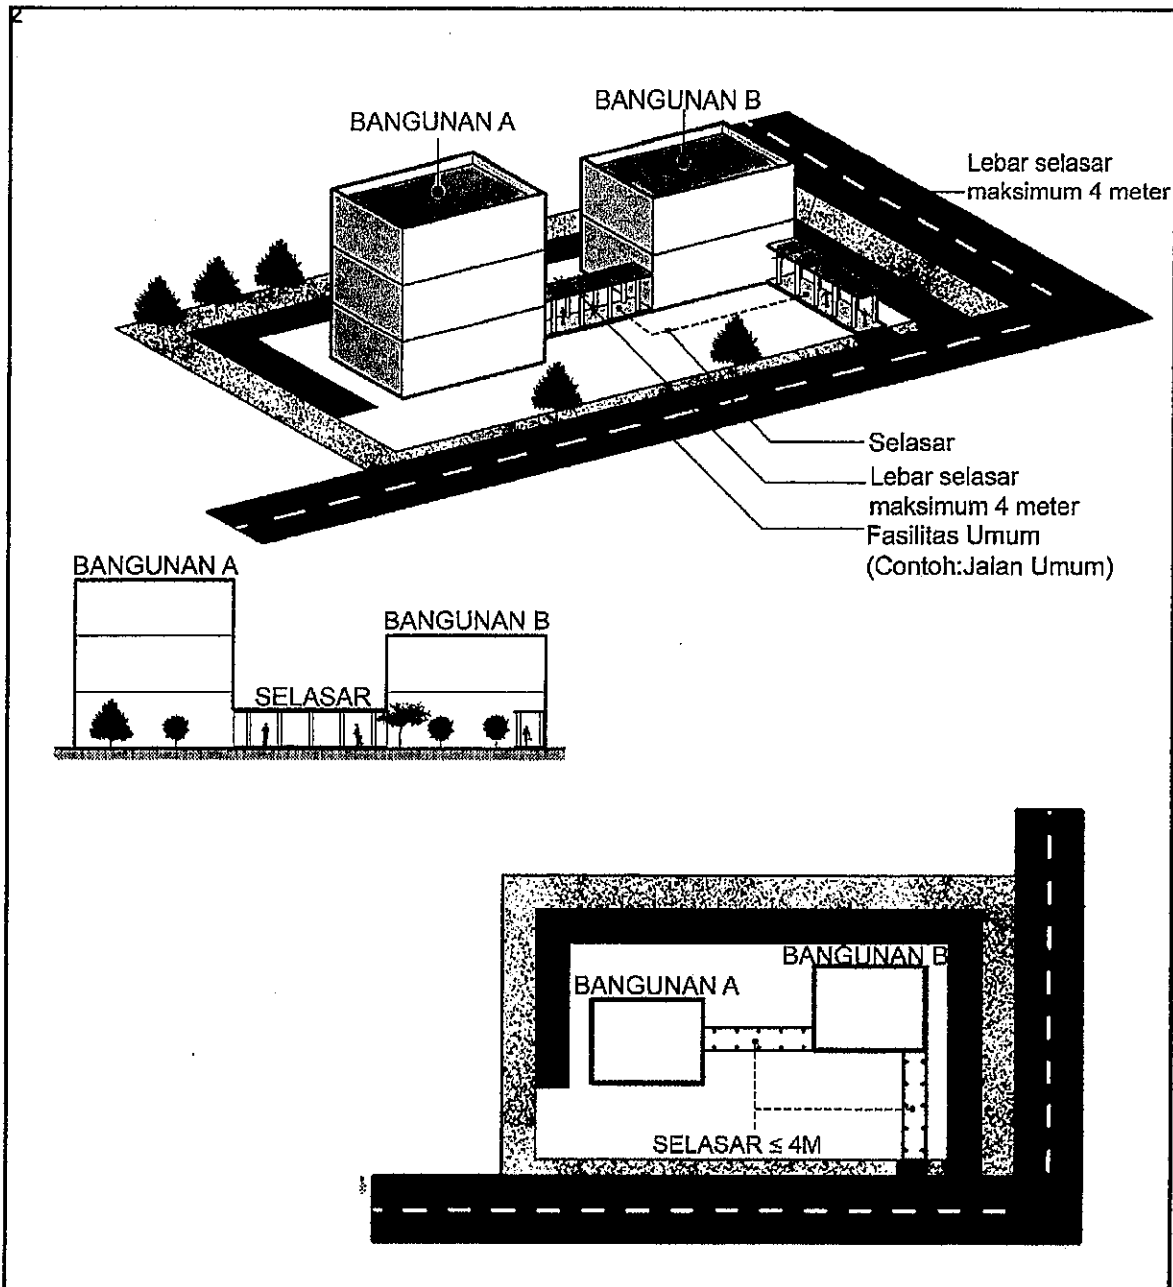 2
BANGUNAN A
BANGUNAN B
Lebar selasar
maksimum 4 meter
Selasar
Lebar selasar
maksimum 4 meter
Fasilitas Umum
(Contoh:Jalan Umum)
BANGUNAN A
BANGUNAN B
SELASAR
BANGUNAN B
BANGUNAN A
SELASAR ≤ 4M